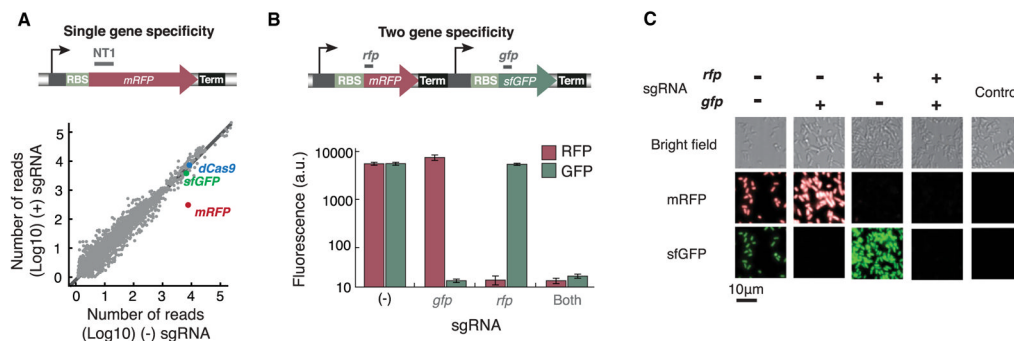 A
Single gene specificity
NT1
RBS
mRFP
Term
Number of reads
(Log10) (+) sgRNA
5
4
3
2
1
0
dCas9
sfGFP
mRFP
0 1 2 3 4 5
Number of reads
(Log10) (-) sgRNA
B
Two gene specificity
rfp
gfp
RBS
mRFP
Term
RBS
sfGFP
Term
Fluorescence (a.u.)
10000
1000
100
10
RFP
GFP
(-) gfp rfp Both
sgRNA
C
sgRNA
rfp - - + +
gfp - + - +
Control
Bright field
mRFP
sfGFP
10μm